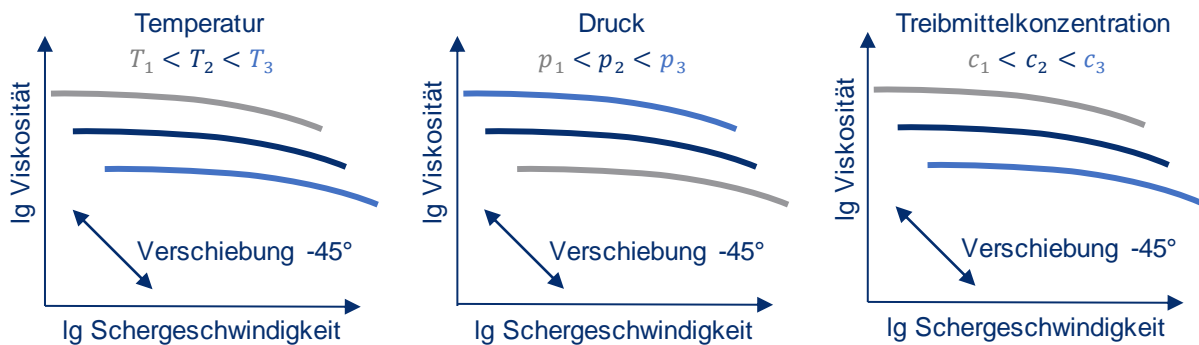 Temperatur
T₁ < T₂ < T₃
lg Viskosität
Verschiebung -45°
lg Schergeschwindigkeit
Druck
p₁ < p₂ < p₃
lg Viskosität
Verschiebung -45°
lg Schergeschwindigkeit
Treibmittelkonzentration
c₁ < c₂ < c₃
lg Viskosität
Verschiebung -45°
lg Schergeschwindigkeit